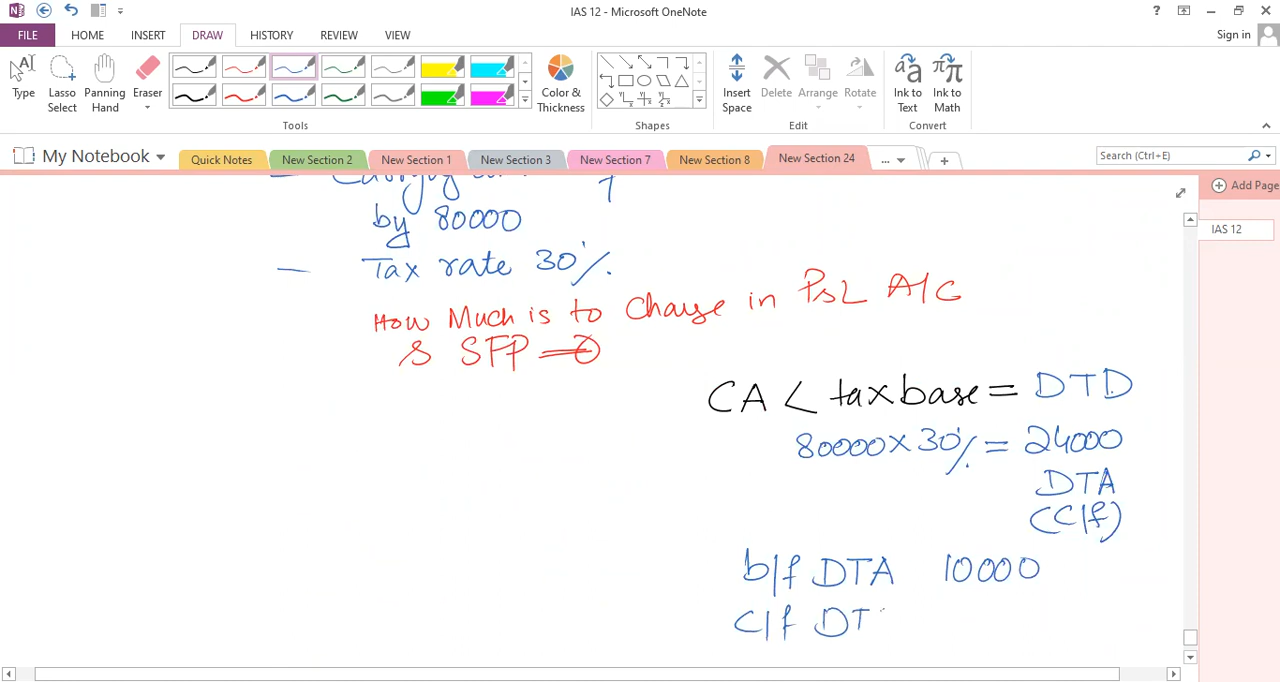 IAS 12 - Microsoft OneNote
Sign in
FILE HOME INSERT DRAW HISTORY REVIEW VIEW
Type Lasso Select Panning Hand Eraser Color & Thickness Insert Space Delete Arrange Rotate Ink to Text Ink to Math
Tools Shapes Edit Convert
My Notebook Quick Notes New Section 2 New Section 1 New Section 3 New Section 7 New Section 8 New Section 24 ... + Search (Ctrl+E)
Add Page
IAS 12
by 80000
— Tax rate 30%
How Much is to Charge in P&L A/C
& SFP =
CA < tax base = DTD
80000 × 30% = 24000
DTA
(C/f)
b/f DTA 10000
C/f DT